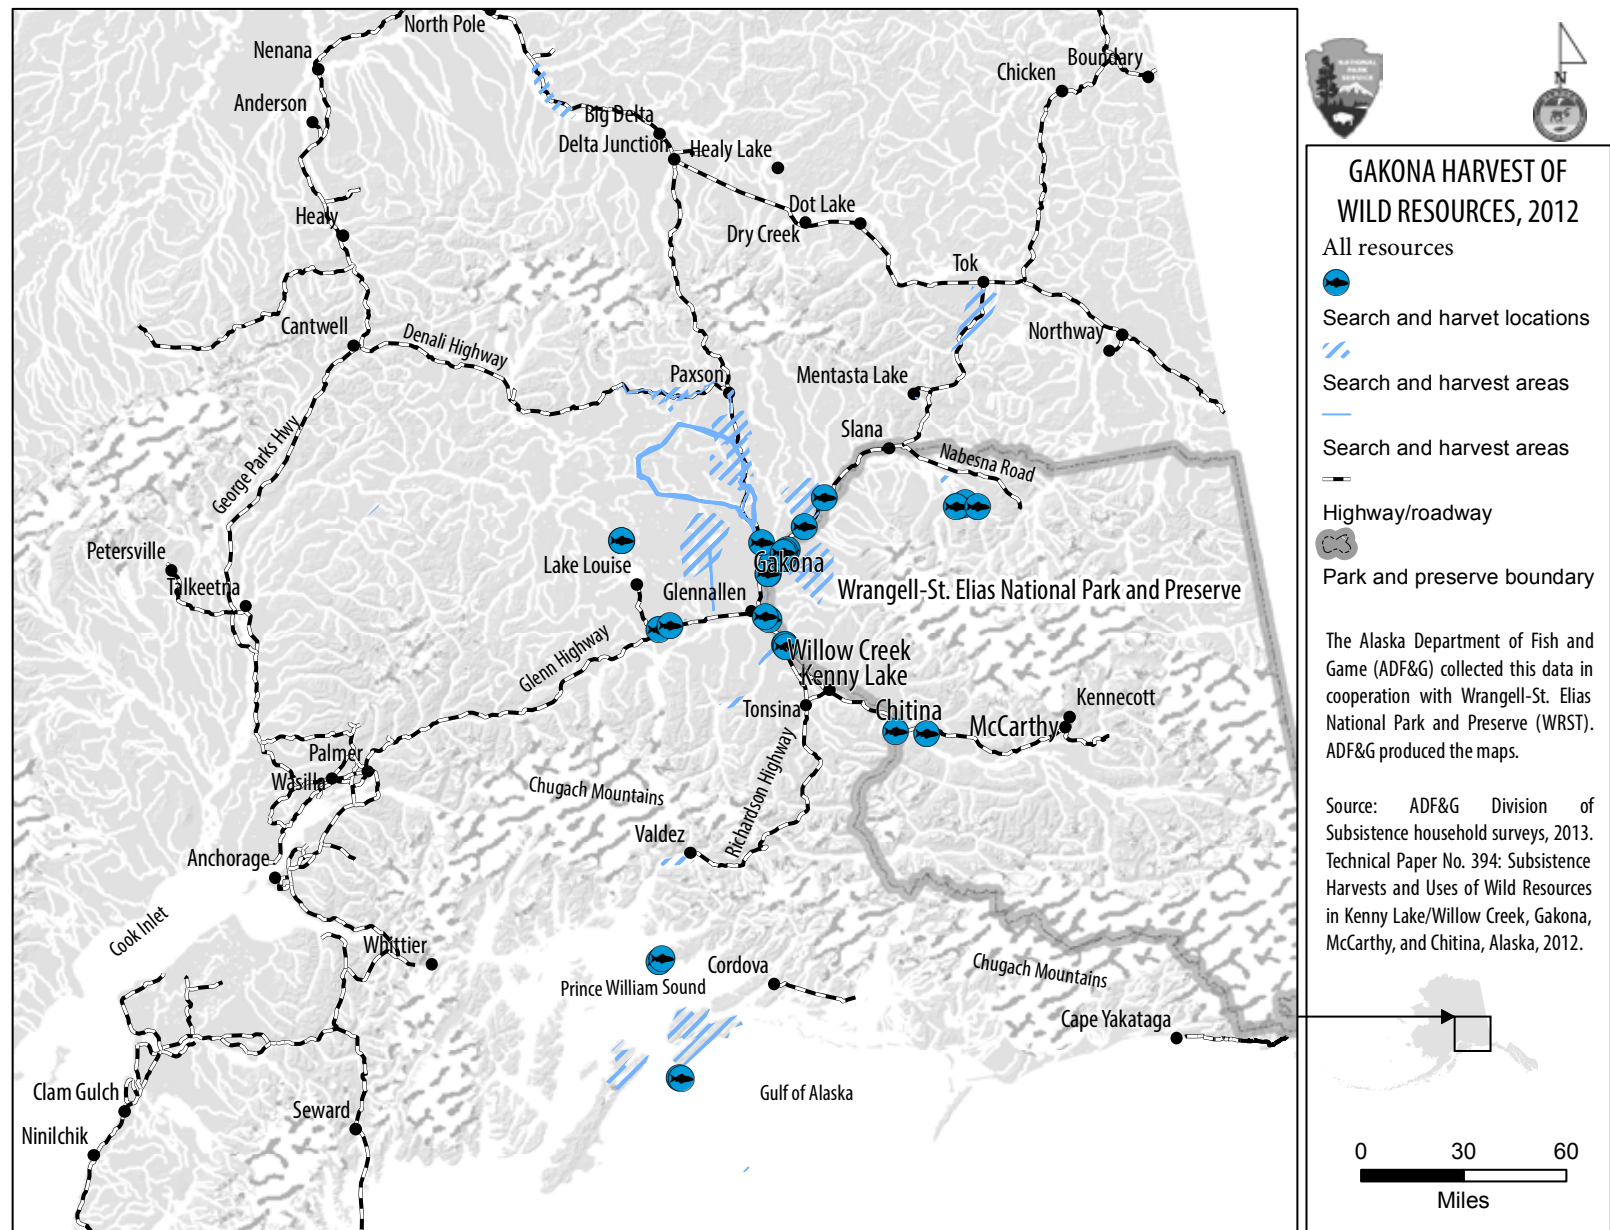 North Pole
Nenana
Anderson
Big Delta
Delta Junction
Healy Lake
Chicken
Boundary
Healy
Dot Lake
Dry Creek
Tok
Cantwell
Denali Highway
Northway
Paxson
Mentasta Lake
George Parks Hwy
Slana
Nabesna Road
Petersville
Talkeetna
Lake Louise
Gakona
Glennallen
Wrangell-St. Elias National Park and Preserve
Glenn Highway
Willow Creek
Kenny Lake
Tonsina
Chitina
McCarthy
Kennecott
Palmer
Wasilla
Chugach Mountains
Richardson Highway
Valdez
Anchorage
Cook Inlet
Whittier
Cordova
Prince William Sound
Chugach Mountains
Cape Yakataga
Clam Gulch
Seward
Gulf of Alaska
Ninilchik
NATIONAL
PARK
SERVICE
N
GAKONA HARVEST OF
WILD RESOURCES, 2012
All resources
Search and harvet locations
Search and harvest areas
Search and harvest areas
Highway/roadway
Park and preserve boundary
The Alaska Department of Fish and
Game (ADF&G) collected this data in
cooperation with Wrangell-St. Elias
National Park and Preserve (WRST).
ADF&G produced the maps.
Source: ADF&G Division of
Subsistence household surveys, 2013.
Technical Paper No. 394: Subsistence
Harvests and Uses of Wild Resources
in Kenny Lake/Willow Creek, Gakona,
McCarthy, and Chitina, Alaska, 2012.
0 30 60
Miles